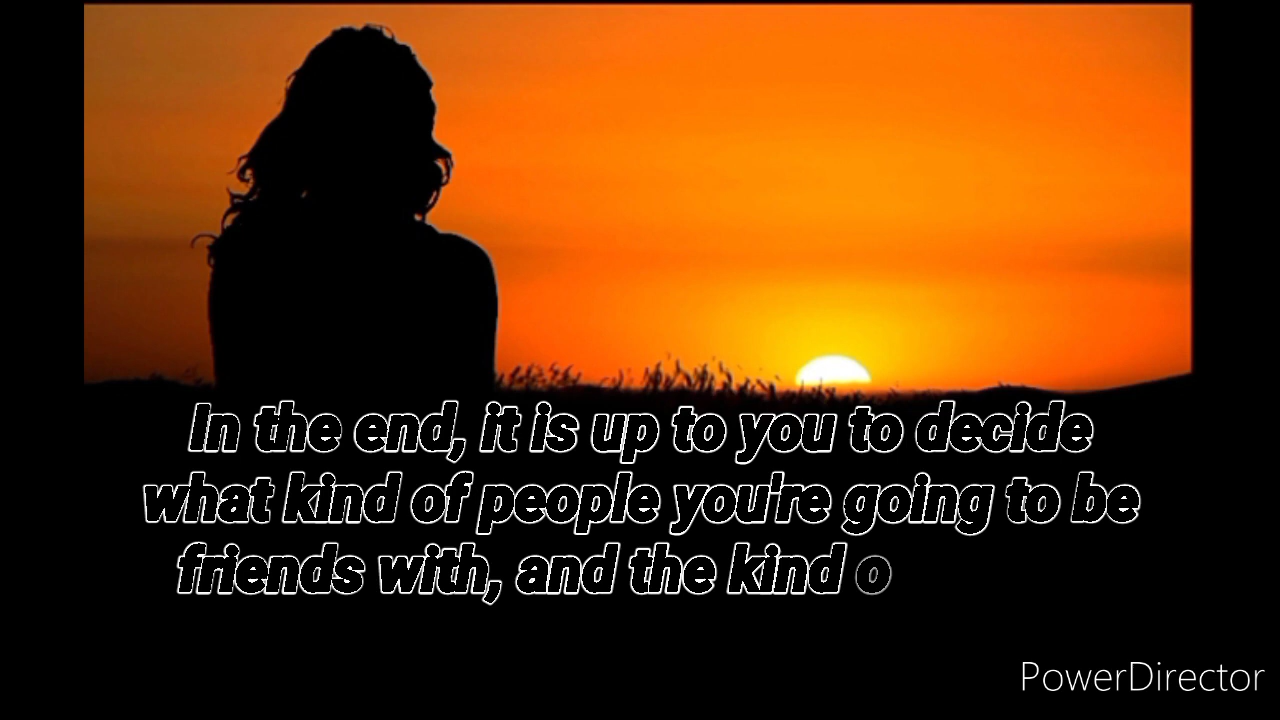 In the end, it is up to you to decide
what kind of people you're going to be
friends with, and the kind o
PowerDirector